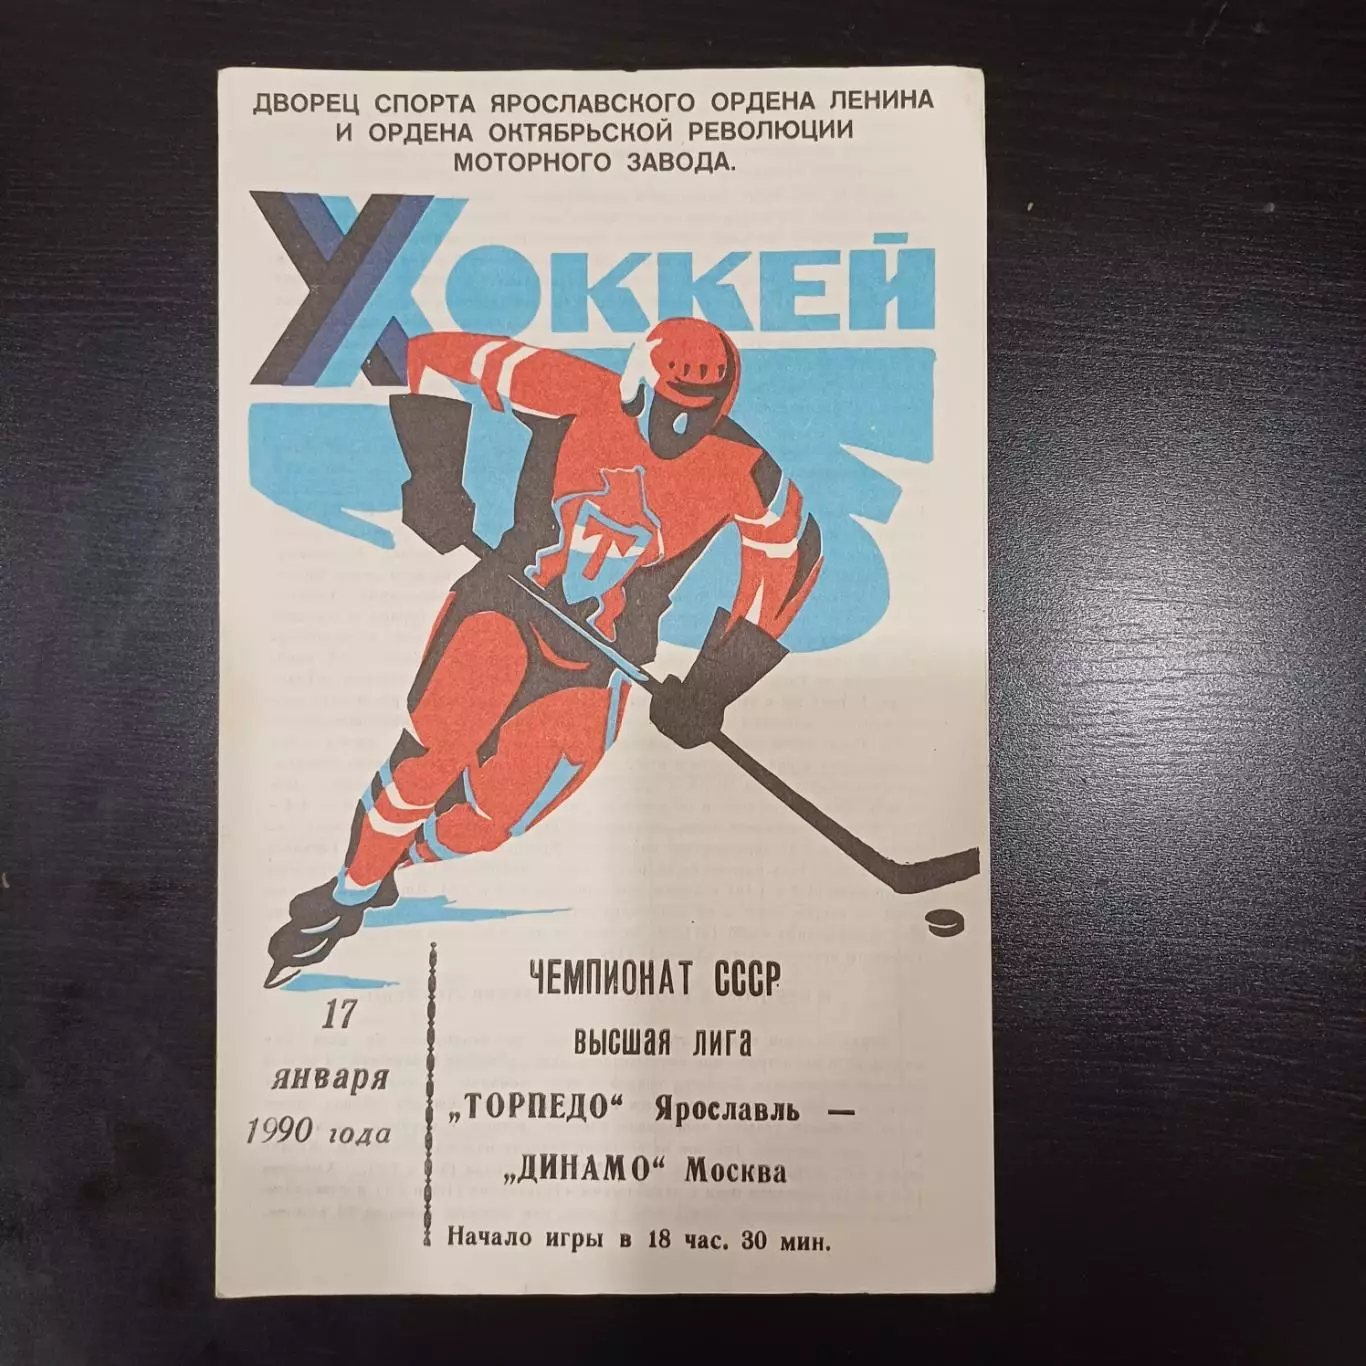 ДВОРЕЦ СПОРТА ЯРОСЛАВСКОГО ОРДЕНА ЛЕНИНА
И ОРДЕНА ОКТЯБРЬСКОЙ РЕВОЛЮЦИИ
МОТОРНОГО ЗАВОДА.
ХОККЕЙ
Т
17
января
1990 года
ЧЕМПИОНАТ СССР
ВЫСШАЯ ЛИГА
„ТОРПЕДО“ Ярославль —
„ДИНАМО“ Москва
Начало игры в 18 час. 30 мин.